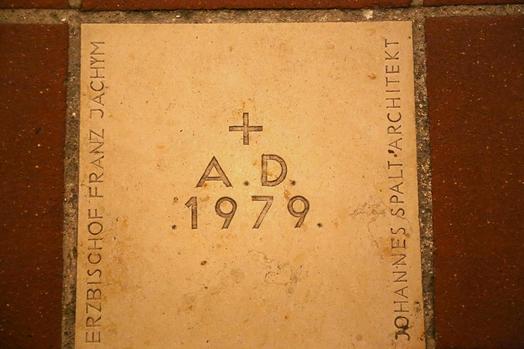 ERZBISCHOF FRANZ JACHYM
+
A.D.
.1979.
JOHANNES SPALT·ARCHITEKT